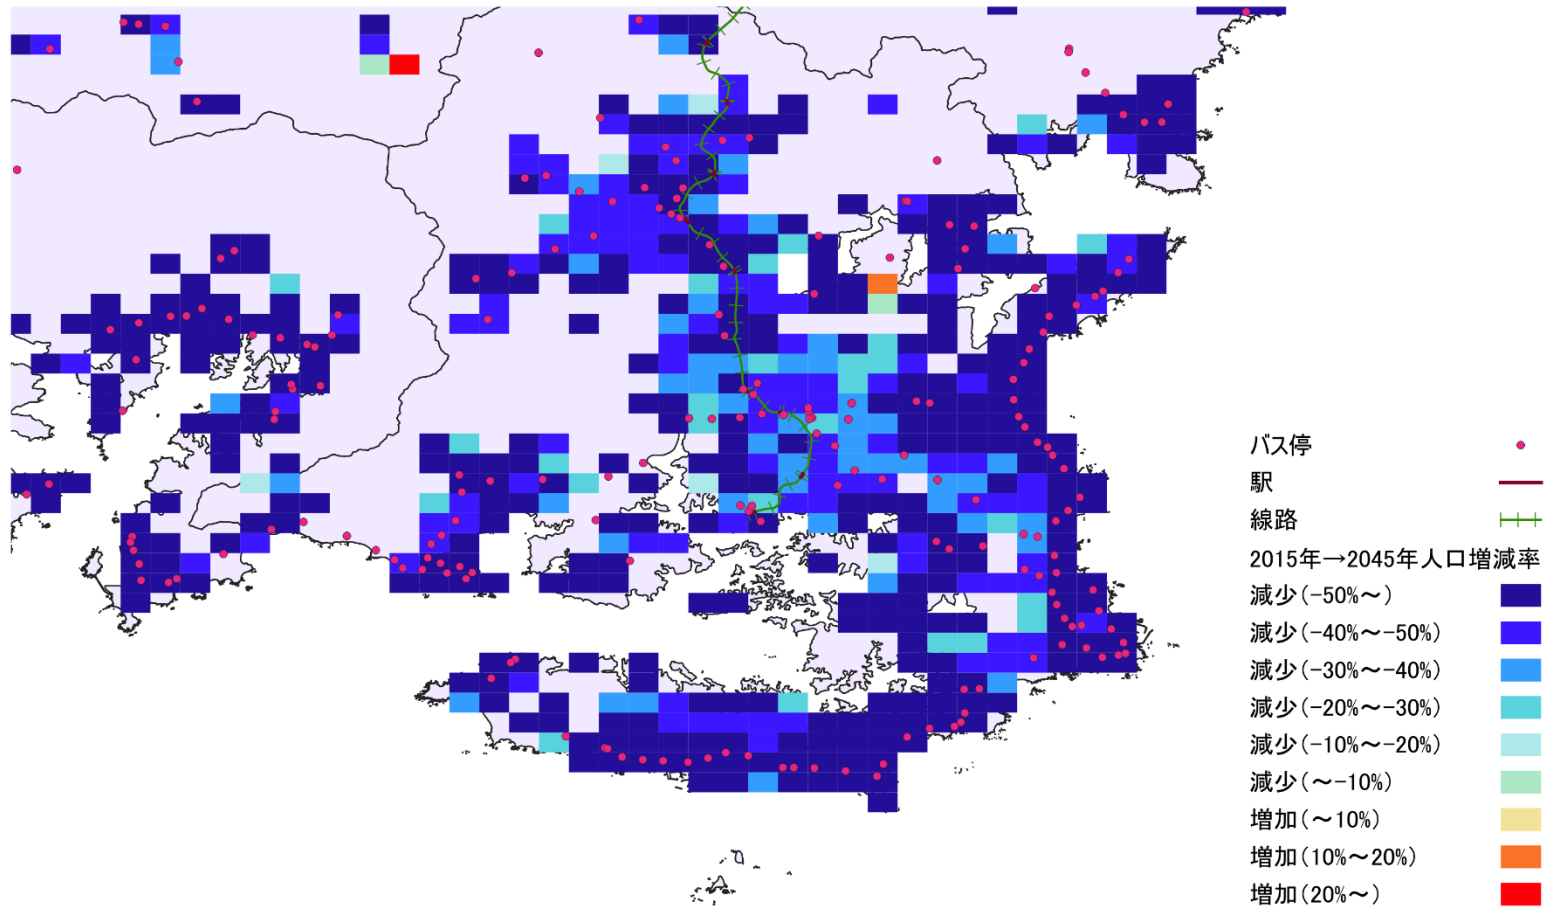 バス停
駅
線路
2015年→2045年人口増減率
減少(-50%～)
減少(-40%～-50%)
減少(-30%～-40%)
減少(-20%～-30%)
減少(-10%～-20%)
減少(～-10%)
増加(～10%)
増加(10%～20%)
増加(20%～)